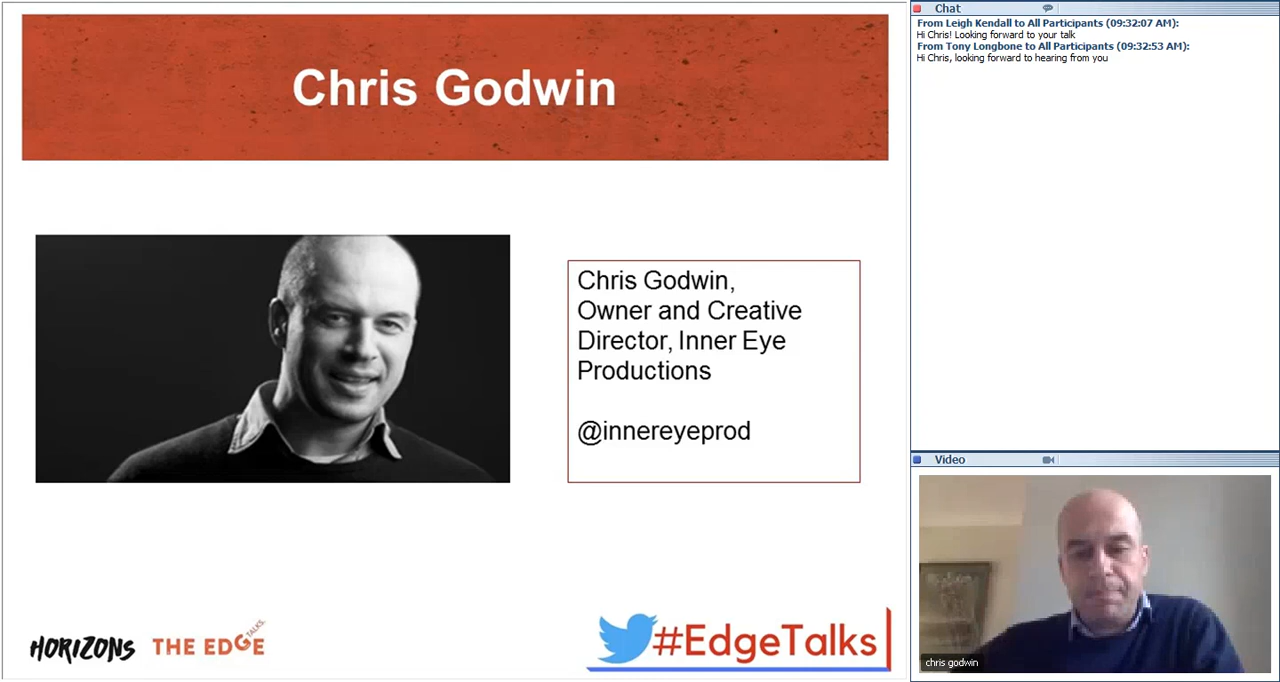 Chris Godwin
Chris Godwin,
Owner and Creative
Director, Inner Eye
Productions
@innereyeprod
HORIZONS
THE EDGE TALKS.
#EdgeTalks
Chat
From Leigh Kendall to All Participants (09:32:07 AM):
Hi Chris! Looking forward to your talk
From Tony Longbone to All Participants (09:32:53 AM):
Hi Chris, looking forward to hearing from you
Video
chris godwin